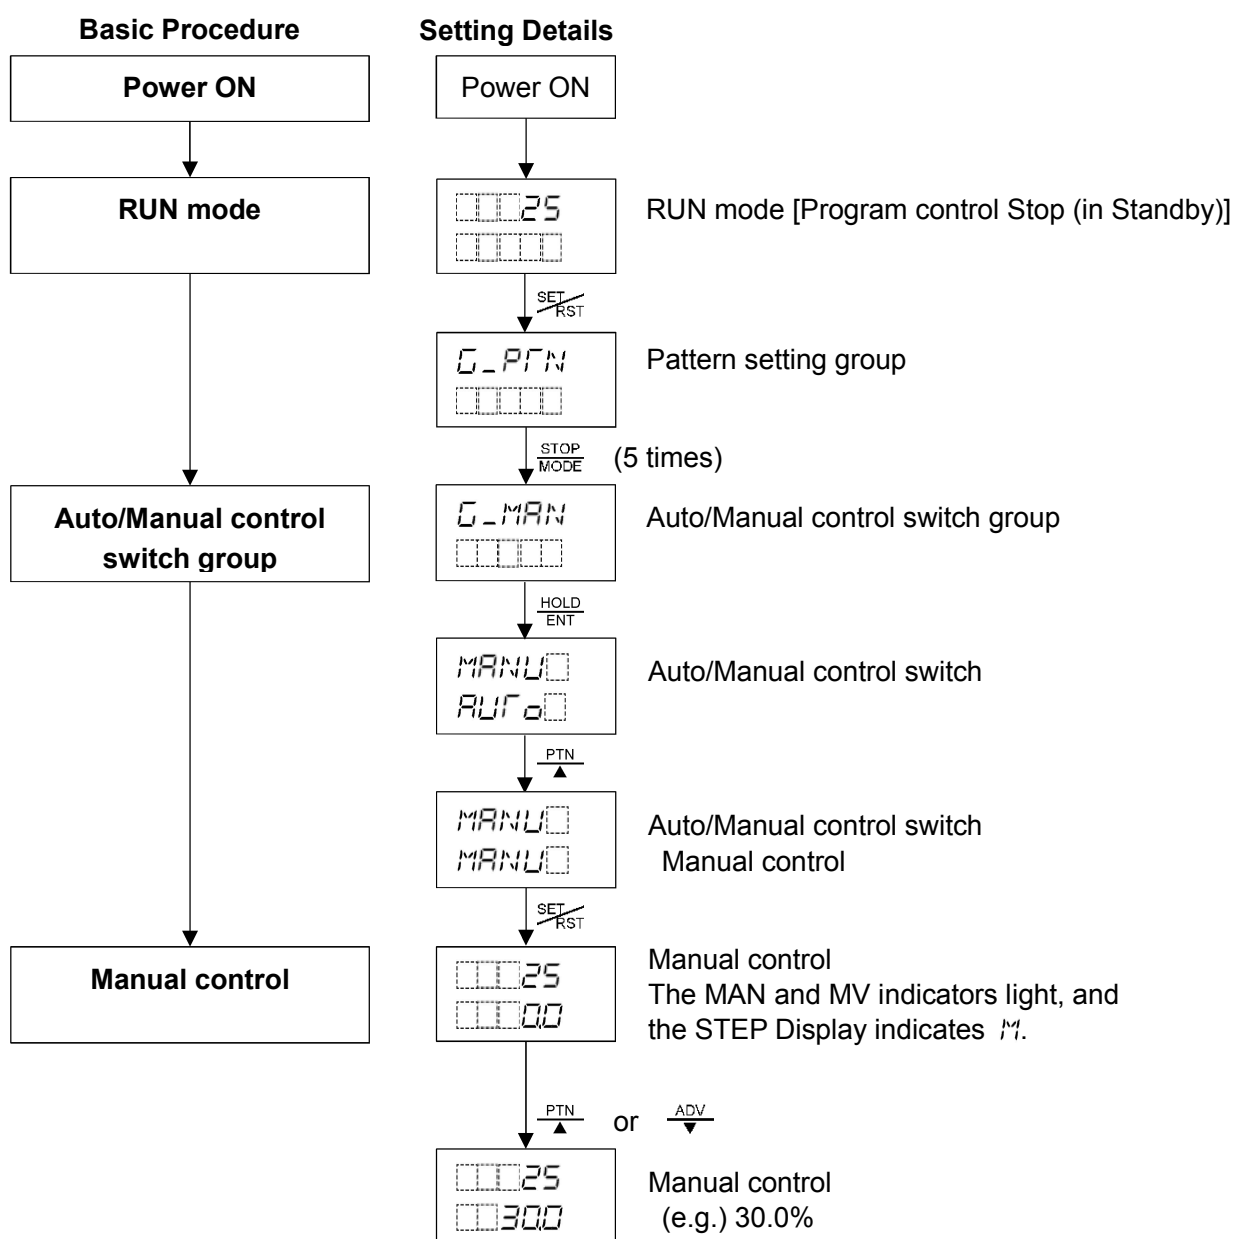 Basic Procedure
Setting Details
Power ON
Power ON
RUN mode
25
RUN mode [Program control Stop (in Standby)]
SET/RST
G_PTN
Pattern setting group
STOP
MODE
(5 times)
Auto/Manual control
switch group
G_MAN
Auto/Manual control switch group
HOLD
ENT
MANU
AUTo
Auto/Manual control switch
PTN
▲
MANU
MANU
Auto/Manual control switch
Manual control
SET/RST
Manual control
25
0.0
Manual control
The MAN and MV indicators light, and
the STEP Display indicates M.
PTN
▲
or
ADV
▼
25
30.0
Manual control
(e.g.) 30.0%